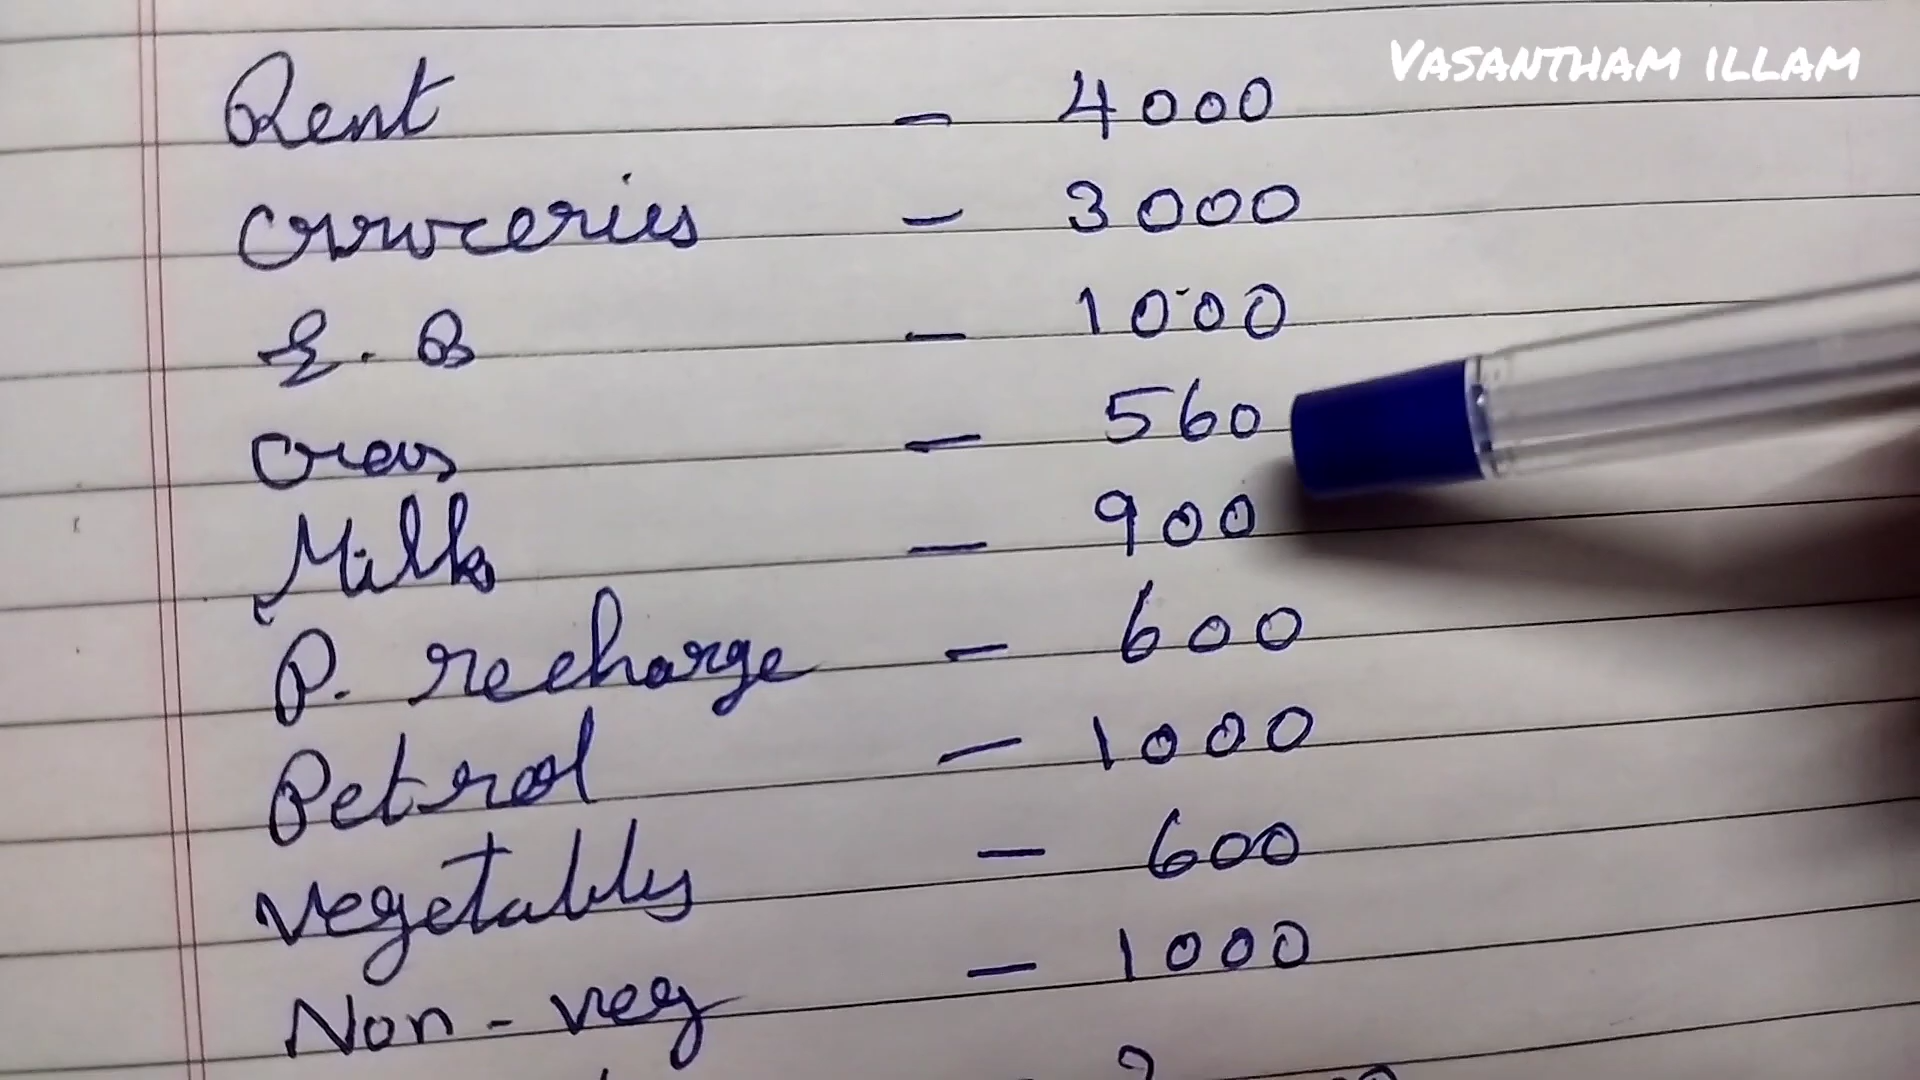 VASANTHAM ILLAM
Rent - 4000
Groceries - 3000
E.B - 1000
Gas - 560
Milk - 900
P. recharge - 600
Petrol - 1000
Vegetables - 600
Non-veg - 1000